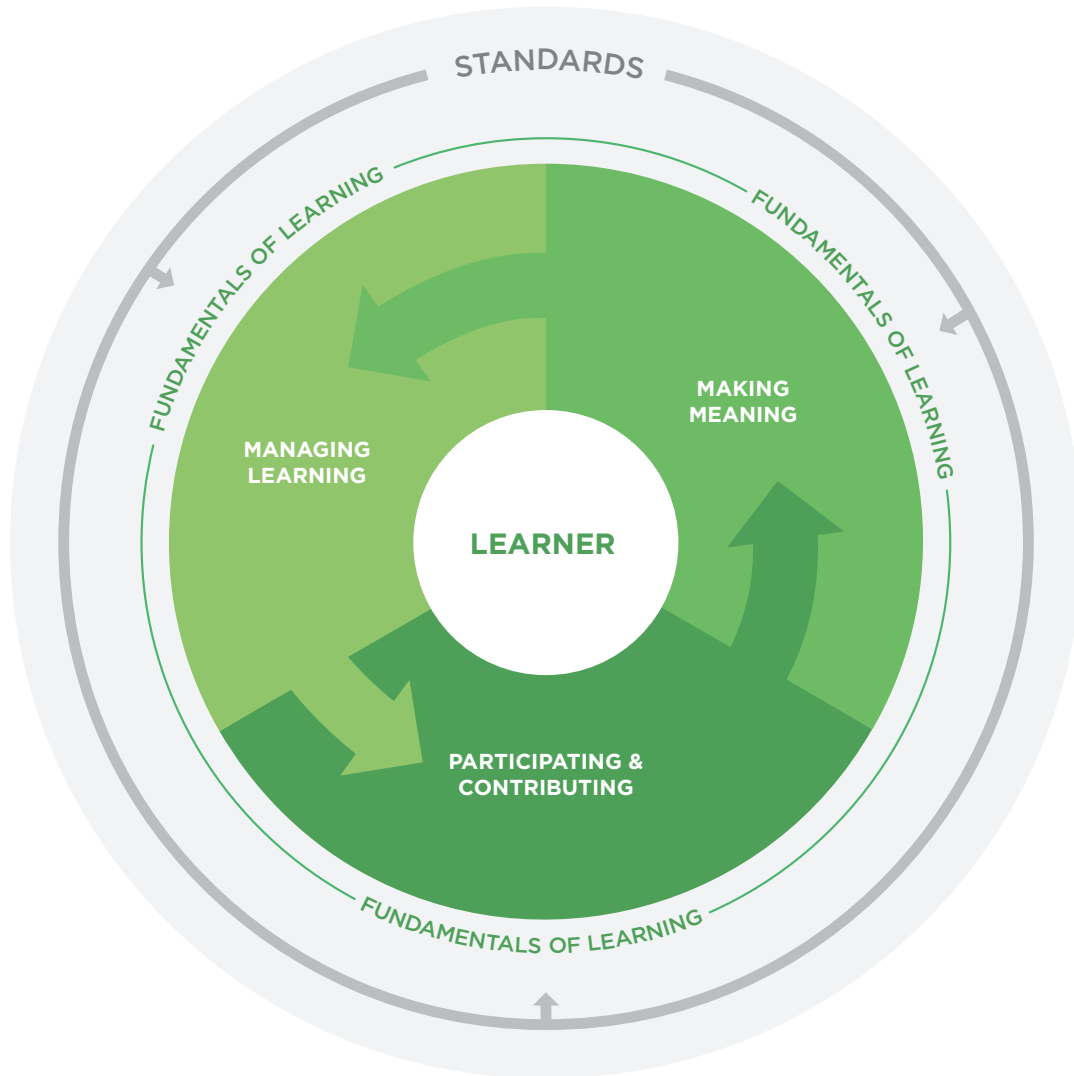 STANDARDS
FUNDAMENTALS OF LEARNING
FUNDAMENTALS OF LEARNING
MAKING
MEANING
MANAGING
LEARNING
LEARNER
PARTICIPATING &
CONTRIBUTING
FUNDAMENTALS OF LEARNING